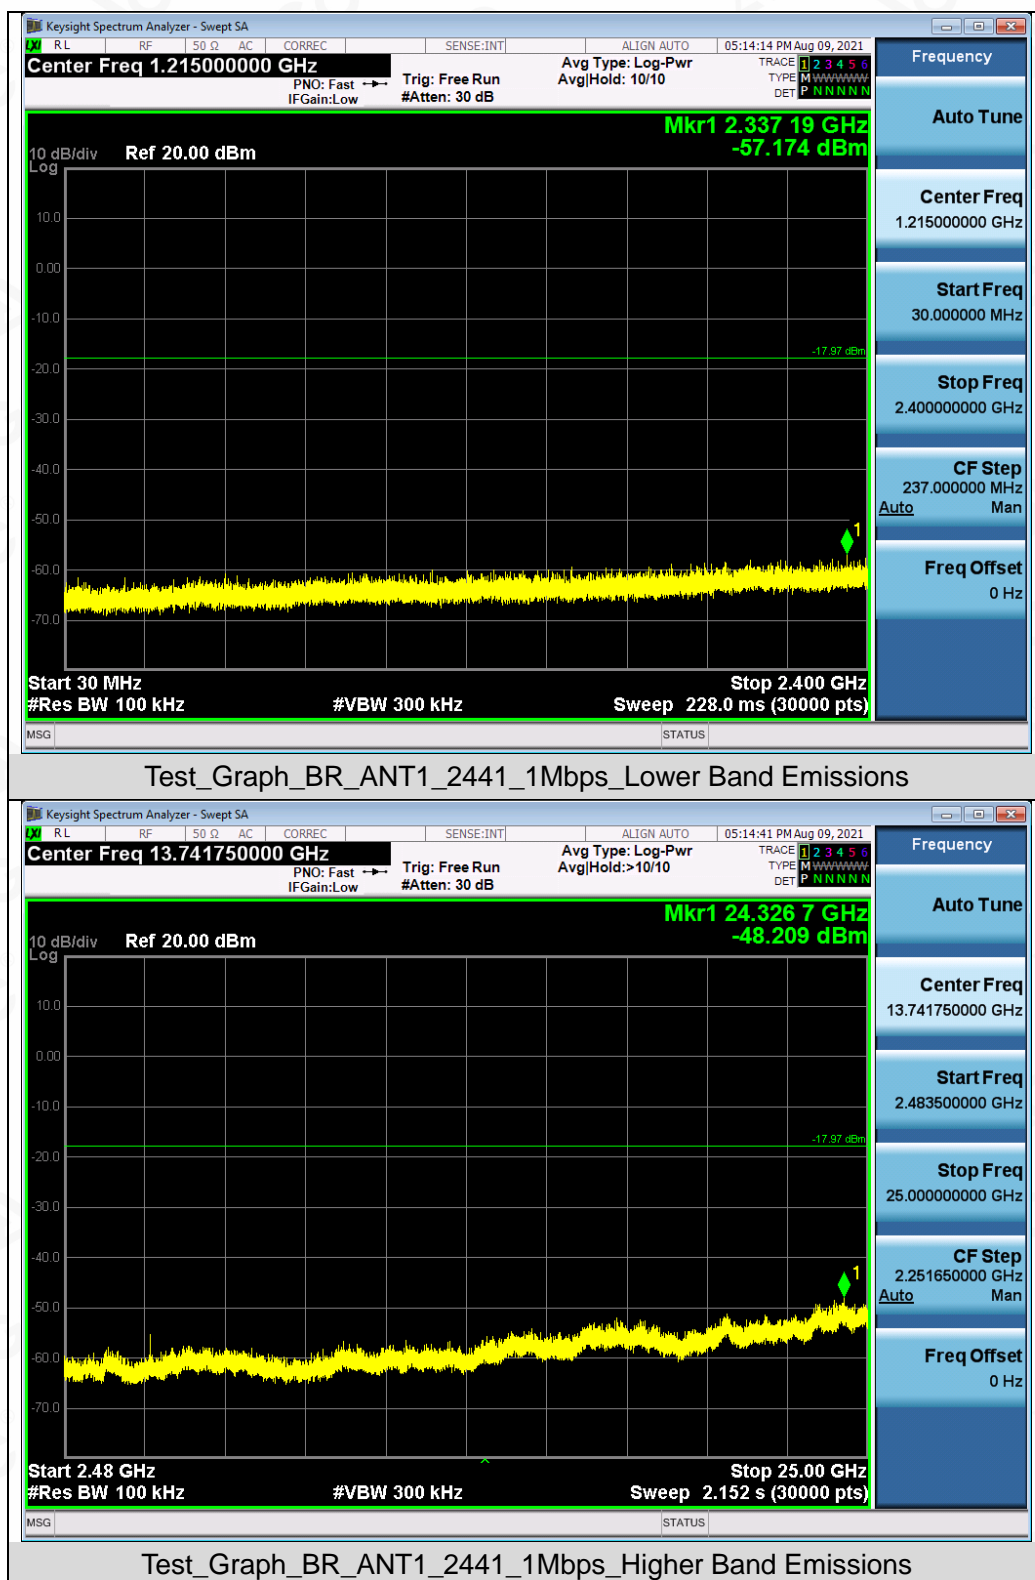 Keysight Spectrum Analyzer - Swept SA
LXI RL RF 50 Ω AC CORREC SENSE:INT ALIGN AUTO 05:14:14 PM Aug 09, 2021
Center Freq 1.215000000 GHz
PNO: Fast
IFGain:Low
Trig: Free Run
#Atten: 30 dB
Avg Type: Log-Pwr
Avg|Hold: 10/10
TRACE 1 2 3 4 5 6
TYPE M WWWWW
DET P N N N N N
Mkr1 2.337 19 GHz
-57.174 dBm
10 dB/div Ref 20.00 dBm
Log
10.0
0.00
-10.0
-17.97 dBm
-20.0
-30.0
-40.0
-50.0
1
-60.0
-70.0
Start 30 MHz Stop 2.400 GHz
#Res BW 100 kHz #VBW 300 kHz Sweep 228.0 ms (30000 pts)
MSG STATUS
Frequency
Auto Tune
Center Freq
1.215000000 GHz
Start Freq
30.000000 MHz
Stop Freq
2.400000000 GHz
CF Step
237.000000 MHz
Auto Man
Freq Offset
0 Hz
Test_Graph_BR_ANT1_2441_1Mbps_Lower Band Emissions
Keysight Spectrum Analyzer - Swept SA
LXI RL RF 50 Ω AC CORREC SENSE:INT ALIGN AUTO 05:14:41 PM Aug 09, 2021
Center Freq 13.741750000 GHz
PNO: Fast
IFGain:Low
Trig: Free Run
#Atten: 30 dB
Avg Type: Log-Pwr
Avg|Hold:>10/10
TRACE 1 2 3 4 5 6
TYPE M WWWWW
DET P N N N N N
Mkr1 24.326 7 GHz
-48.209 dBm
10 dB/div Ref 20.00 dBm
Log
10.0
0.00
-10.0
-17.97 dBm
-20.0
-30.0
-40.0
1
-50.0
-60.0
-70.0
Start 2.48 GHz Stop 25.00 GHz
#Res BW 100 kHz #VBW 300 kHz Sweep 2.152 s (30000 pts)
MSG STATUS
Frequency
Auto Tune
Center Freq
13.741750000 GHz
Start Freq
2.483500000 GHz
Stop Freq
25.000000000 GHz
CF Step
2.251650000 GHz
Auto Man
Freq Offset
0 Hz
Test_Graph_BR_ANT1_2441_1Mbps_Higher Band Emissions